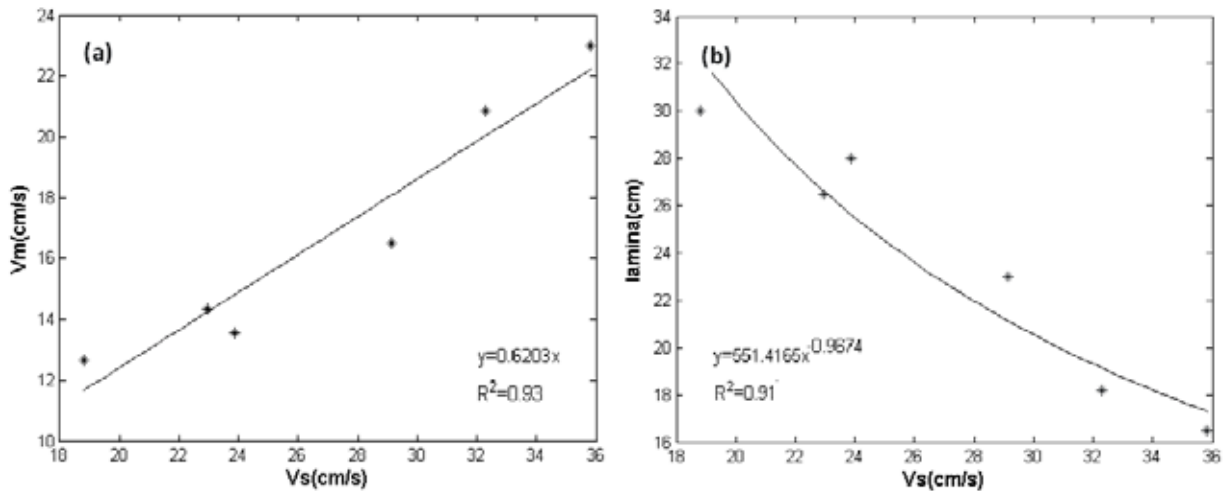 (a)
Vm(cm/s)
24
22
20
18
16
14
12
10
18 20 22 24 26 28 30 32 34 36
Vs(cm/s)
y=0.6203x
R²=0.93
(b)
lamina(cm)
34
32
30
28
26
24
22
20
18
16
18 20 22 24 26 28 30 32 34 36
Vs(cm/s)
y=551.4165x^-0.9674
R²=0.91